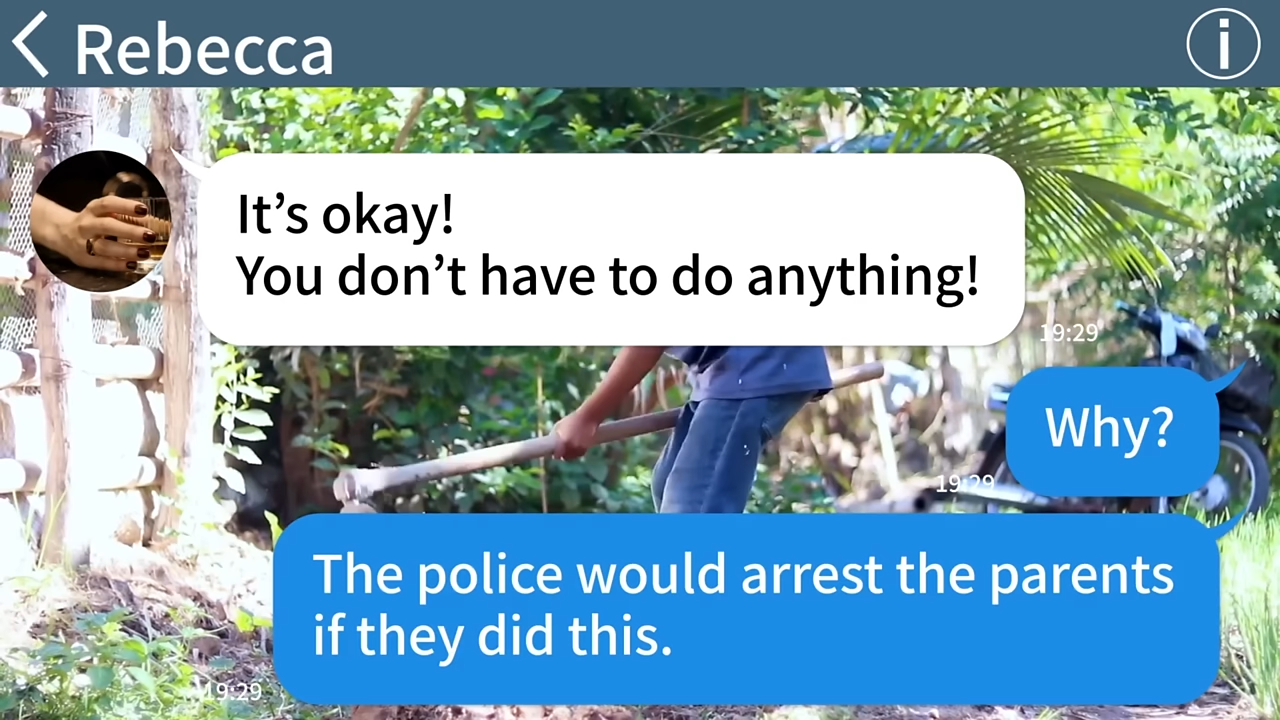 Rebecca
It’s okay!
You don’t have to do anything!
19:29
Why?
19:29
The police would arrest the parents
if they did this.
19:29